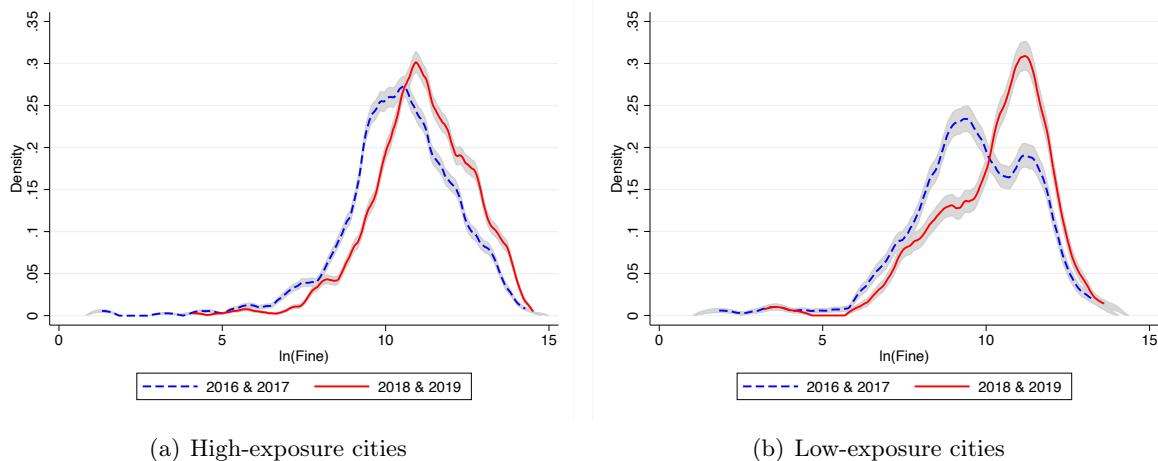 .35
.3
.25
.2
.15
.1
.05
0
Density
0
5
10
15
ln(Fine)
2016 & 2017
2018 & 2019
(a) High-exposure cities
.35
.3
.25
.2
.15
.1
.05
0
Density
0
5
10
15
ln(Fine)
2016 & 2017
2018 & 2019
(b) Low-exposure cities